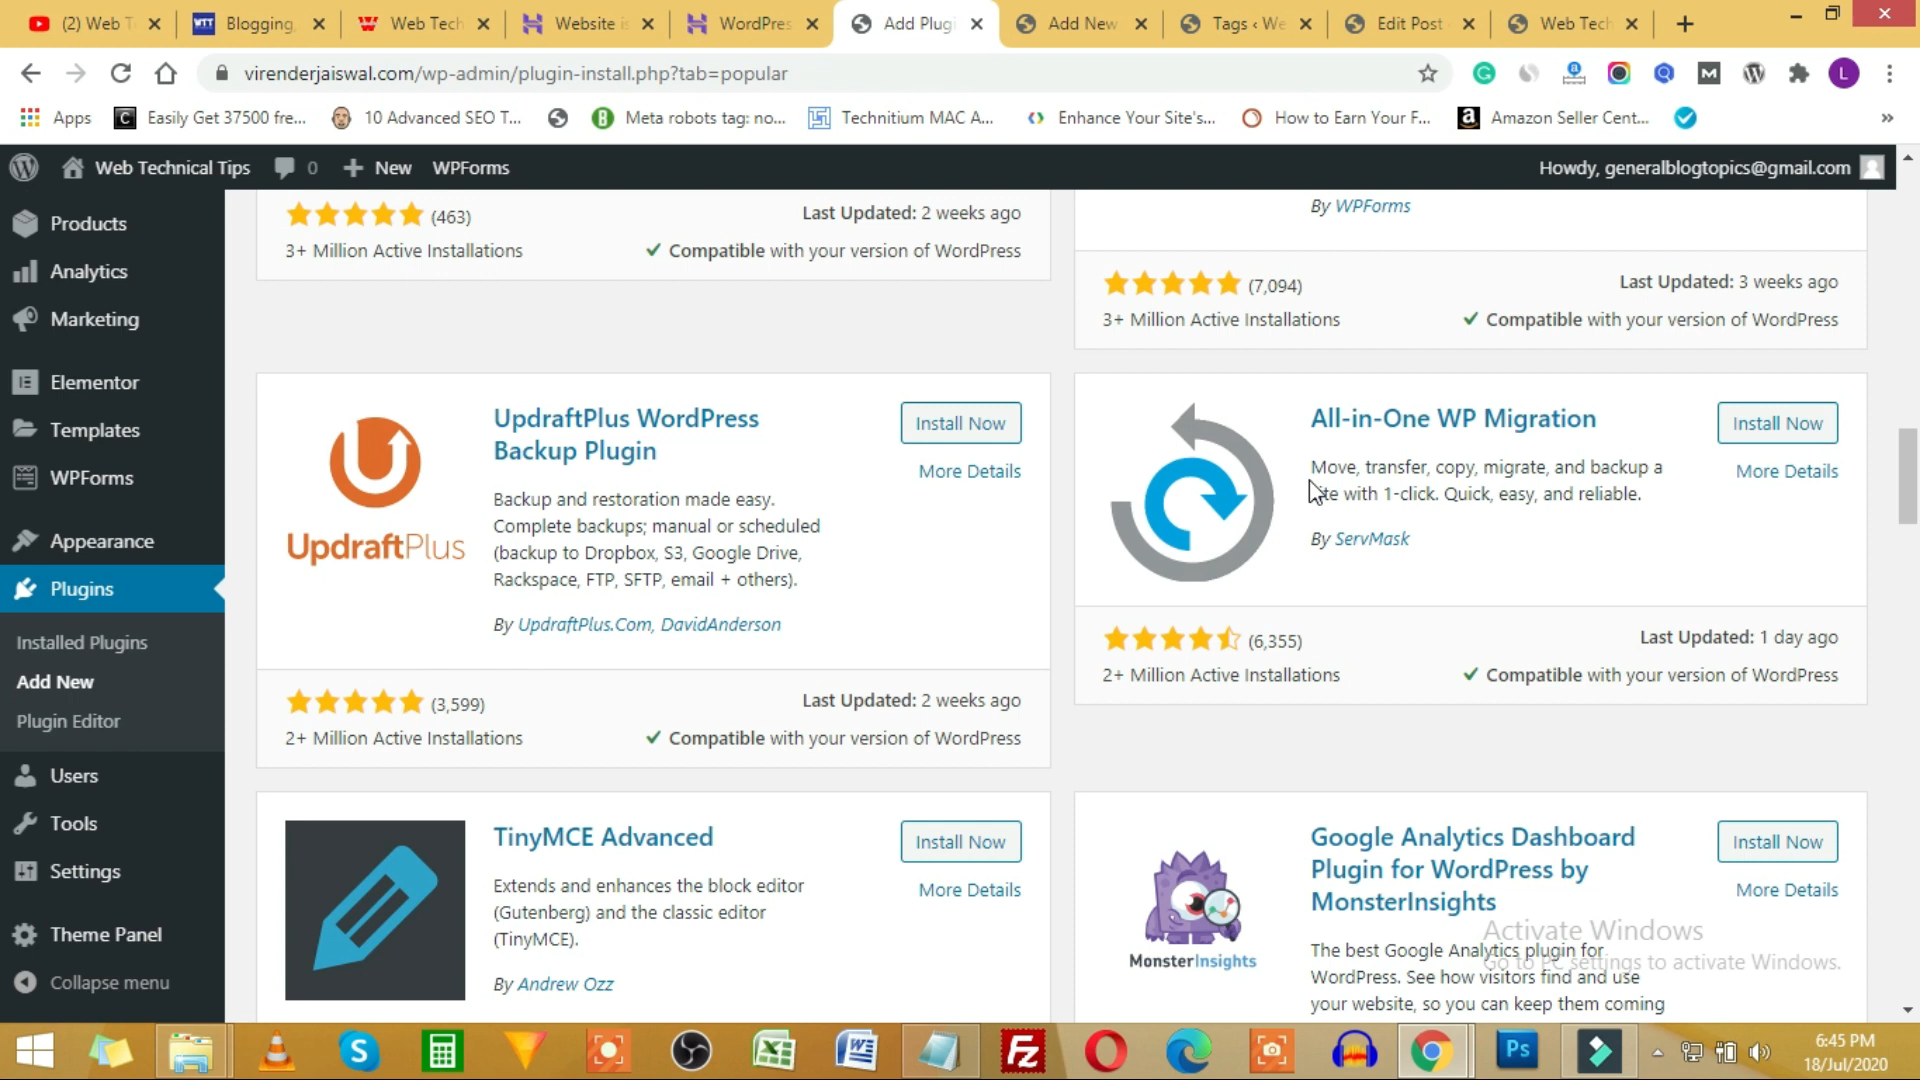 (2) Web T
Blogging,
Web Tech
Website is
WordPres
Add Plugi
Add New
Tags ‹ We
Edit Post
Web Tech
virenderjaiswal.com/wp-admin/plugin-install.php?tab=popular
Apps
Easily Get 37500 fre...
10 Advanced SEO T...
Meta robots tag: no...
Technitium MAC A...
Enhance Your Site's...
How to Earn Your F...
Amazon Seller Cent...
»
Web Technical Tips
0
New
WPForms
Howdy, generalblogtopics@gmail.com
Products
Analytics
Marketing
Elementor
Templates
WPForms
Appearance
Plugins
Installed Plugins
Add New
Plugin Editor
Users
Tools
Settings
Theme Panel
Collapse menu
(463)
Last Updated: 2 weeks ago
3+ Million Active Installations
Compatible with your version of WordPress
By WPForms
(7,094)
Last Updated: 3 weeks ago
3+ Million Active Installations
Compatible with your version of WordPress
UpdraftPlus
UpdraftPlus WordPress
Backup Plugin
Install Now
More Details
Backup and restoration made easy.
Complete backups; manual or scheduled
(backup to Dropbox, S3, Google Drive,
Rackspace, FTP, SFTP, email + others).
By UpdraftPlus.Com, DavidAnderson
(3,599)
Last Updated: 2 weeks ago
2+ Million Active Installations
Compatible with your version of WordPress
All-in-One WP Migration
Install Now
More Details
Move, transfer, copy, migrate, and backup a
site with 1-click. Quick, easy, and reliable.
By ServMask
(6,355)
Last Updated: 1 day ago
2+ Million Active Installations
Compatible with your version of WordPress
TinyMCE Advanced
Install Now
More Details
Extends and enhances the block editor
(Gutenberg) and the classic editor
(TinyMCE).
By Andrew Ozz
MonsterInsights
Google Analytics Dashboard
Plugin for WordPress by
MonsterInsights
Install Now
More Details
The best Google Analytics plugin for
WordPress. See how visitors find and use
your website, so you can keep them coming
Activate Windows
Go to PC settings to activate Windows.
6:45 PM
18/Jul/2020